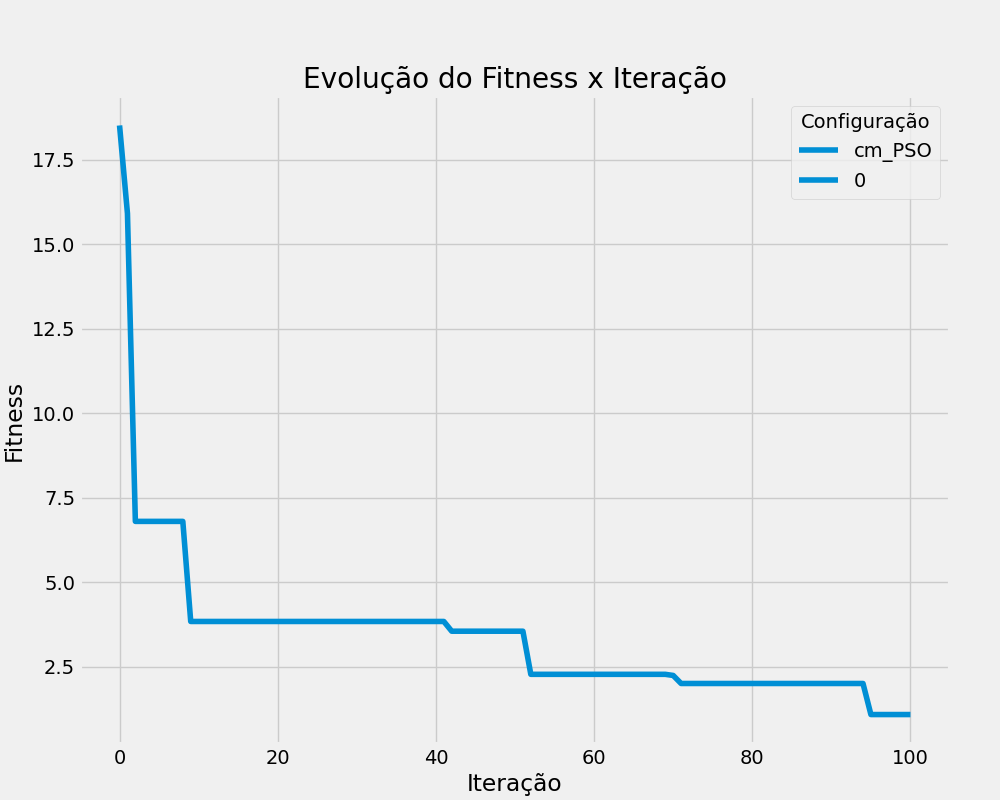 Evolução do Fitness x Iteração
Configuração
cm_PSO
0
Fitness
17.5
15.0
12.5
10.0
7.5
5.0
2.5
0 20 40 60 80 100
Iteração